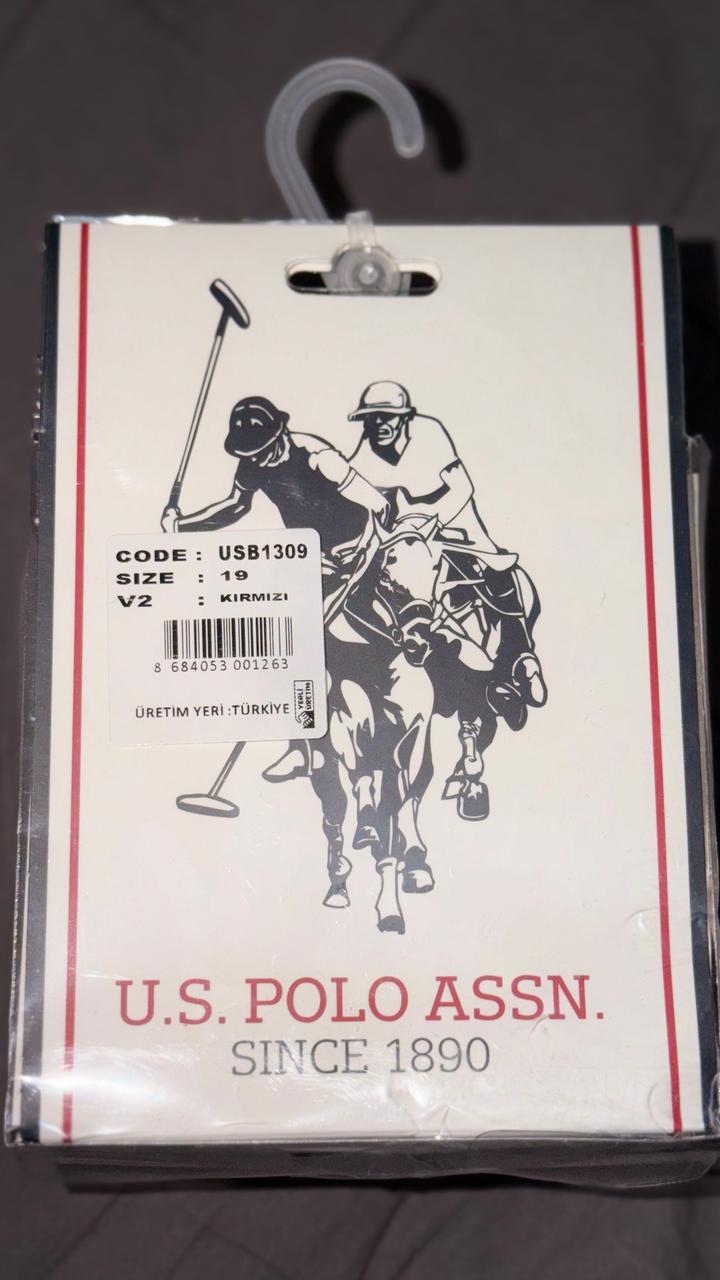 CODE : USB1309
SIZE : 19
V2 : KIRMIZI
8 684053 001263
ÜRETİM YERİ :TÜRKİYE
YERLİ
ÜRETİM
U.S. POLO ASSN.
SINCE 1890